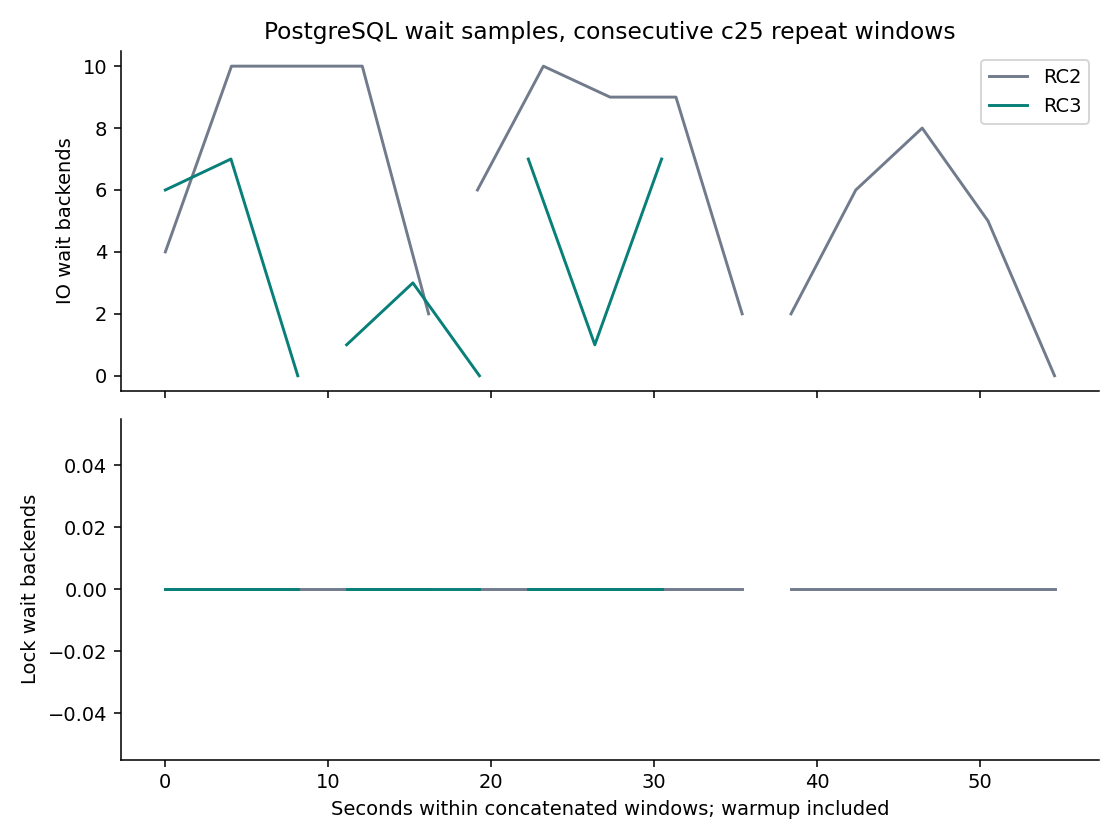 PostgreSQL wait samples, consecutive c25 repeat windows
RC2
RC3
IO wait backends
10
8
6
4
2
0
Lock wait backends
0.04
0.02
0.00
−0.02
−0.04
0 10 20 30 40 50
Seconds within concatenated windows; warmup included